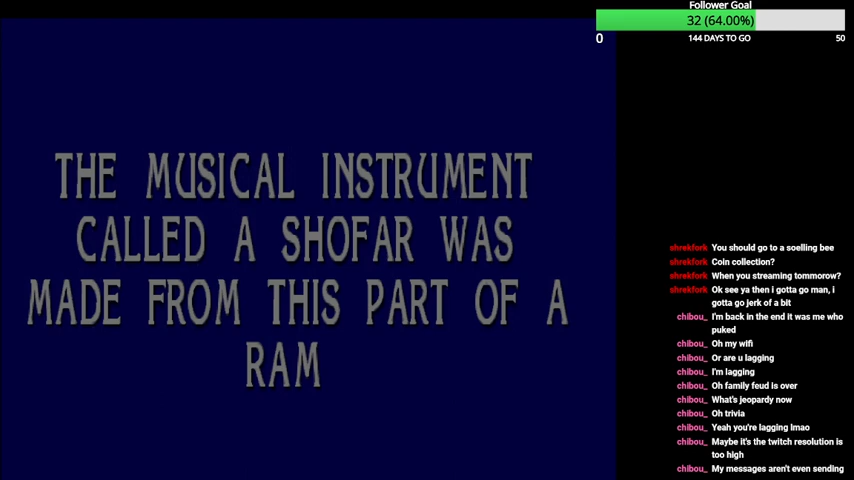 Follower Goal
32 (64.00%)
0
144 DAYS TO GO
50
THE MUSICAL INSTRUMENT
CALLED A SHOFAR WAS
MADE FROM THIS PART OF A
RAM
shrekfork You should go to a soelling bee
shrekfork Coin collection?
shrekfork When you streaming tommorow?
shrekfork Ok see ya then i gotta go man, i
gotta go jerk of a bit
chibou_ I'm back in the end it was me who
puked
chibou_ Oh my wifi
chibou_ Or are u lagging
chibou_ I'm lagging
chibou_ Oh family feud is over
chibou_ What's jeopardy now
chibou_ Oh trivia
chibou_ Yeah you're lagging lmao
chibou_ Maybe it's the twitch resolution is
too high
chibou_ My messages aren't even sending